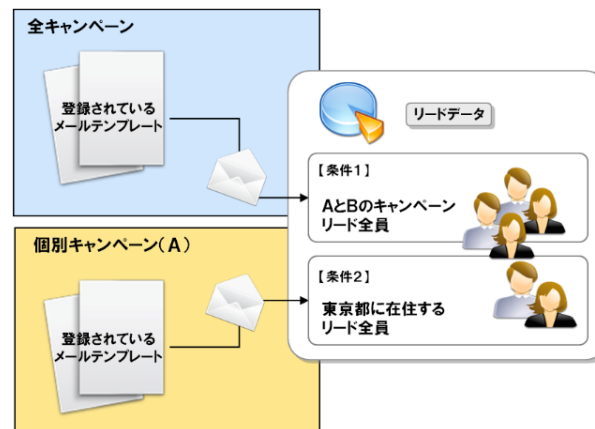 全キャンペーン
登録されている
メールテンプレート
リードデータ
【条件1】
AとBのキャンペーン
リード全員
個別キャンペーン(A)
登録されている
メールテンプレート
【条件2】
東京都に在住する
リード全員